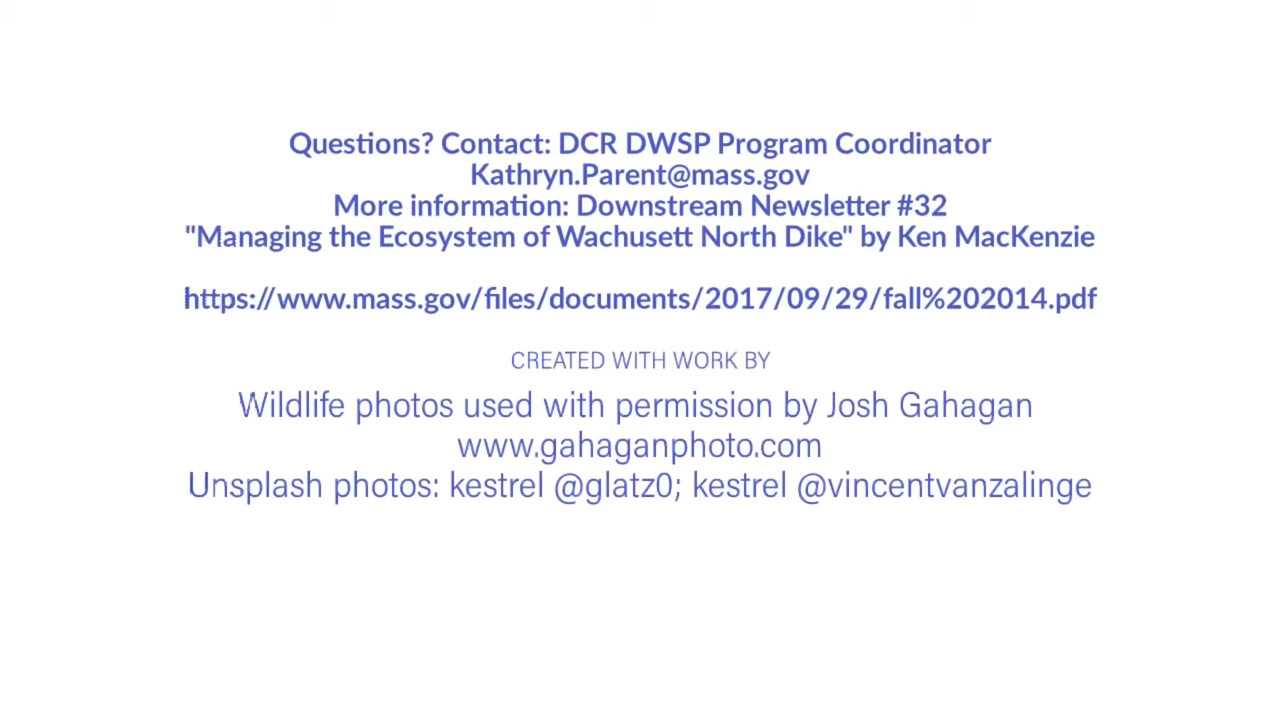 Questions? Contact: DCR DWSP Program Coordinator
Kathryn.Parent@mass.gov
More information: Downstream Newsletter #32
"Managing the Ecosystem of Wachusett North Dike" by Ken MacKenzie
https://www.mass.gov/files/documents/2017/09/29/fall%202014.pdf
CREATED WITH WORK BY
Wildlife photos used with permission by Josh Gahagan
www.gahaganphoto.com
Unsplash photos: kestrel @glatz0; kestrel @vincentvanzalinge